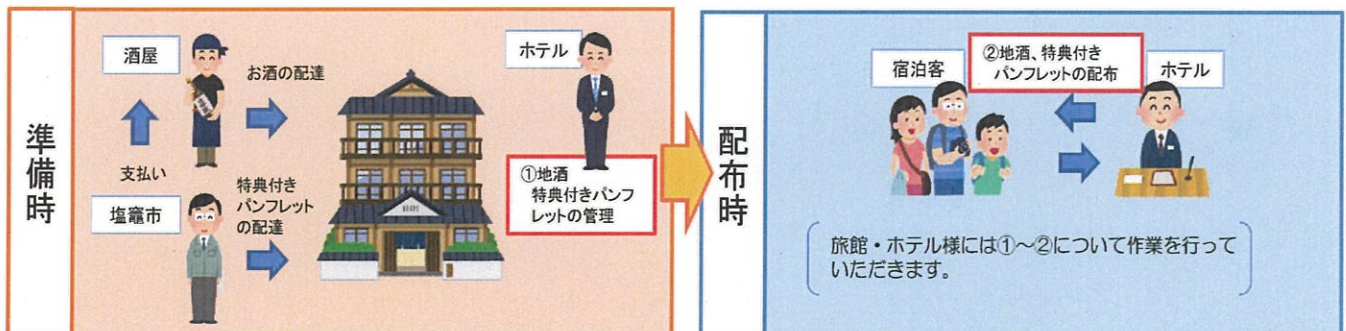 準備時
酒屋
お酒の配達
支払い
塩竈市
特典付き
パンフレット
の配達
ホテル
①地酒
特典付きパンフ
レットの管理
配布時
宿泊客
②地酒、特典付き
パンフレットの配布
ホテル
旅館・ホテル様には①～②について作業を行って
いただきます。